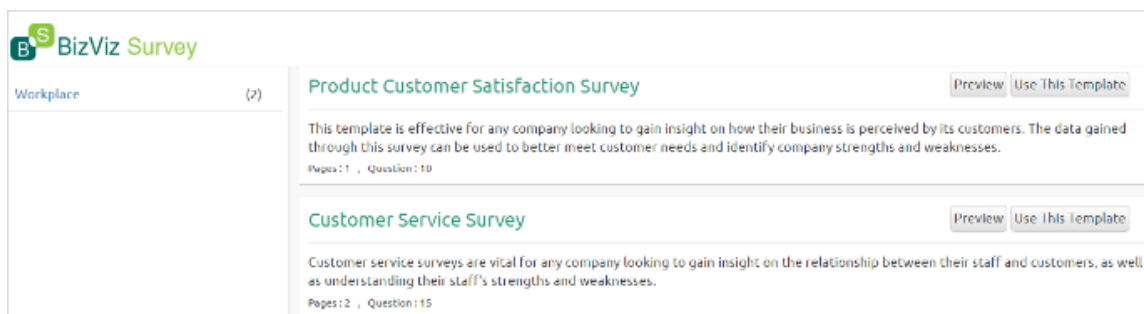 BS BizViz Survey
Workplace (2)
Product Customer Satisfaction Survey Preview Use This Template
This template is effective for any company looking to gain insight on how their business is perceived by its customers. The data gained
through this survey can be used to better meet customer needs and identify company strengths and weaknesses.
Pages: 1 , Question: 10
Customer Service Survey Preview Use This Template
Customer service surveys are vital for any company looking to gain insight on the relationship between their staff and customers, as well
as understanding their staff's strengths and weaknesses.
Pages: 2 , Question: 15